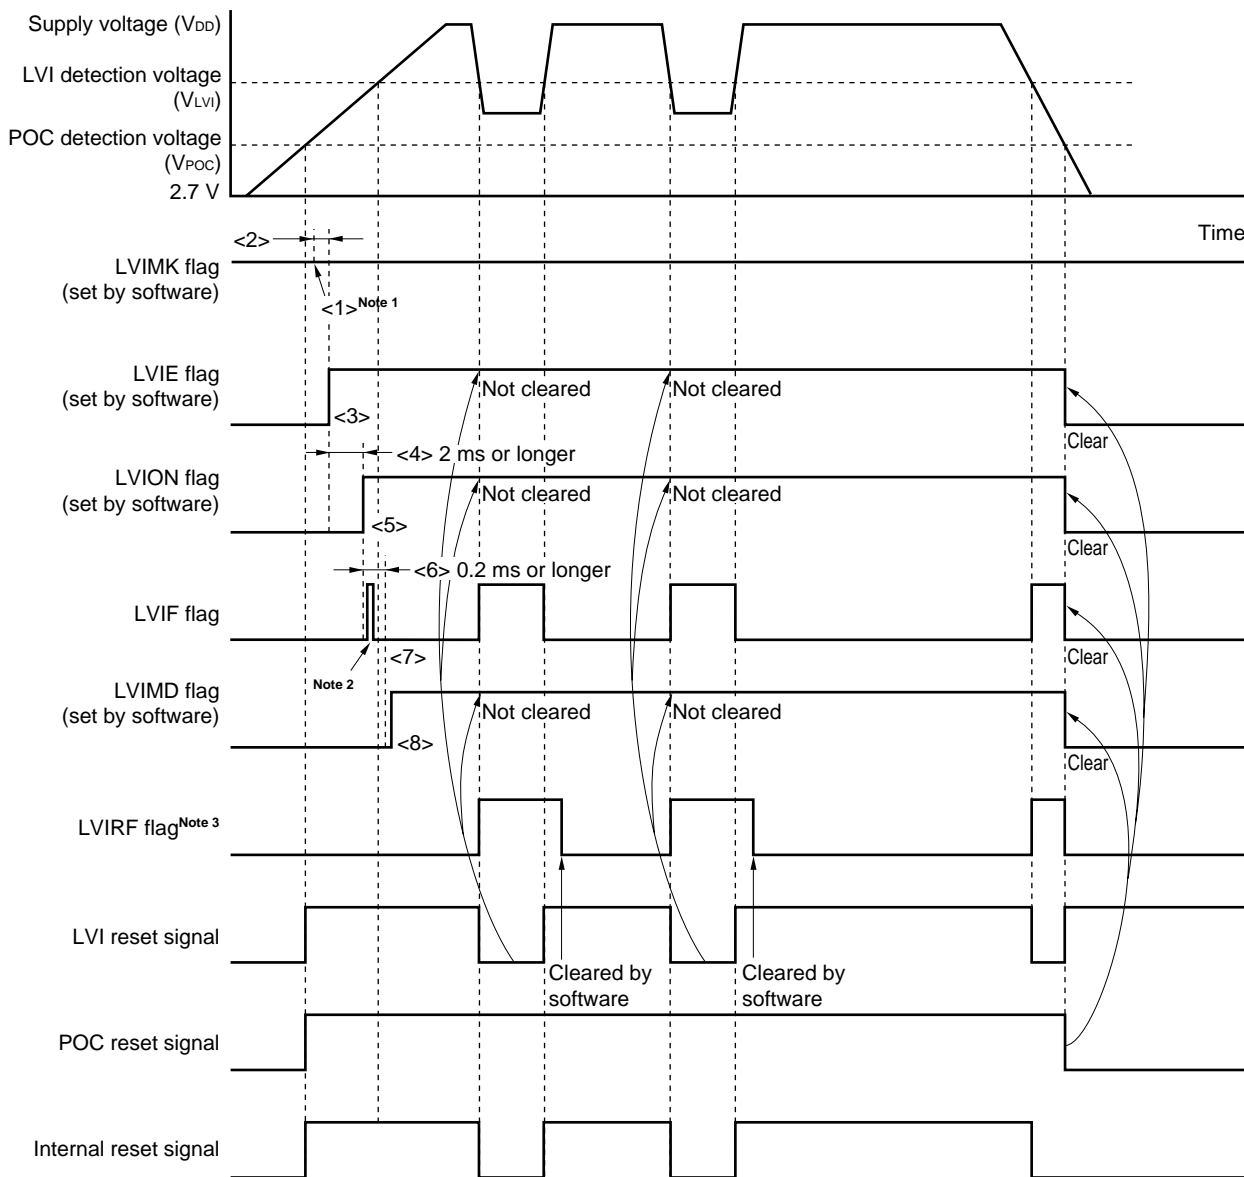 Supply voltage (VDD)
LVI detection voltage
(VLVI)
POC detection voltage
(VPOC)
2.7 V
Time
<2>
LVIMK flag
(set by software)
<1>Note 1
LVIE flag
(set by software)
Not cleared
Not cleared
<3>
Clear
<4> 2 ms or longer
LVION flag
(set by software)
Not cleared
Not cleared
<5>
Clear
<6> 0.2 ms or longer
LVIF flag
<7>
Clear
Note 2
LVIMD flag
(set by software)
Not cleared
Not cleared
<8>
Clear
LVIRF flagNote 3
LVI reset signal
Cleared by
software
Cleared by
software
POC reset signal
Internal reset signal